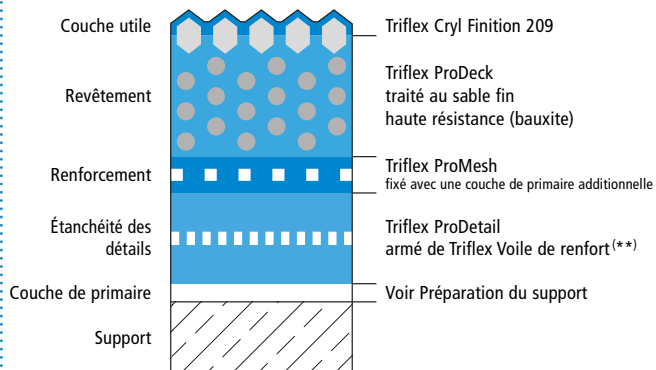 Couche utile
Triflex Cryl Finition 209
Revêtement
Triflex ProDeck
traité au sable fin
haute résistance (bauxite)
Renforcement
Triflex ProMesh
fixé avec une couche de primaire additionnelle
Étanchéité des
détails
Triflex ProDetail
armé de Triflex Voile de renfort(**)
Couche de primaire
Voir Préparation du support
Support